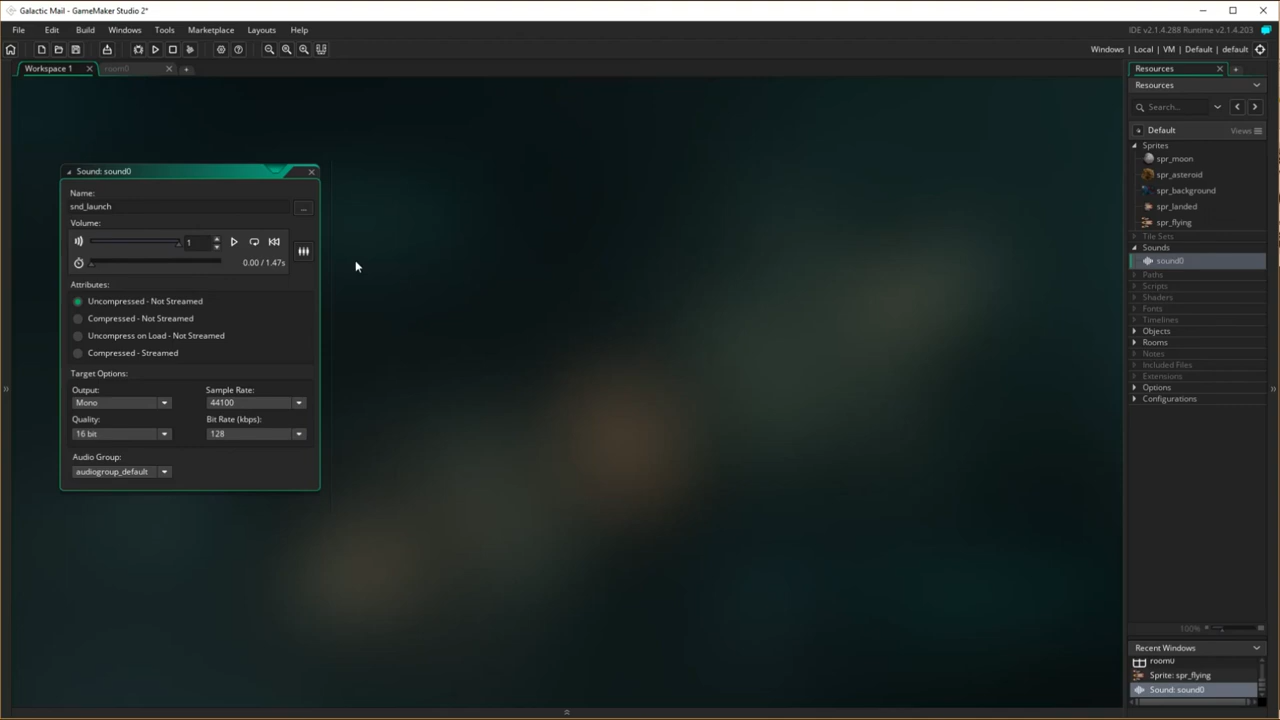 Galactic Mail - GameMaker Studio 2*
File Edit Build Windows Tools Marketplace Layouts Help
IDE v2.1.4.288 Runtime v2.1.4.203
Windows | Local | VM | Default | default
Workspace 1
room0
Resources
Resources
Search...
Default
Views
Sprites
spr_moon
spr_asteroid
spr_background
spr_landed
spr_flying
Tile Sets
Sounds
sound0
Paths
Scripts
Shaders
Fonts
Timelines
Objects
Rooms
Notes
Included Files
Extensions
Options
Configurations
100%
Recent Windows
room0
Sprite: spr_flying
Sound: sound0
Sound: sound0
Name:
snd_launch
...
Volume:
1
0.00 / 1.47s
Attributes:
Uncompressed - Not Streamed
Compressed - Not Streamed
Uncompress on Load - Not Streamed
Compressed - Streamed
Target Options:
Output: Sample Rate:
Mono 44100
Quality: Bit Rate (kbps):
16 bit 128
Audio Group:
audiogroup_default